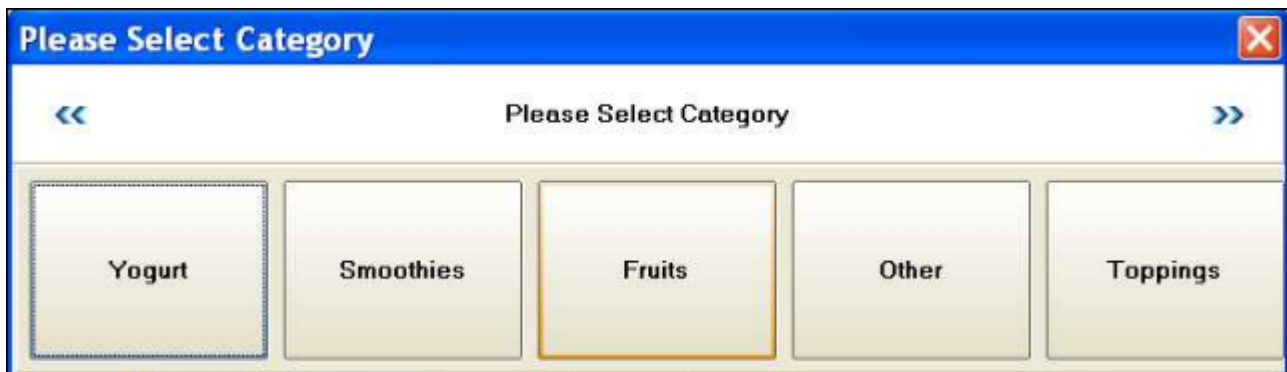 Please Select Category
« Please Select Category »
Yogurt Smoothies Fruits Other Toppings